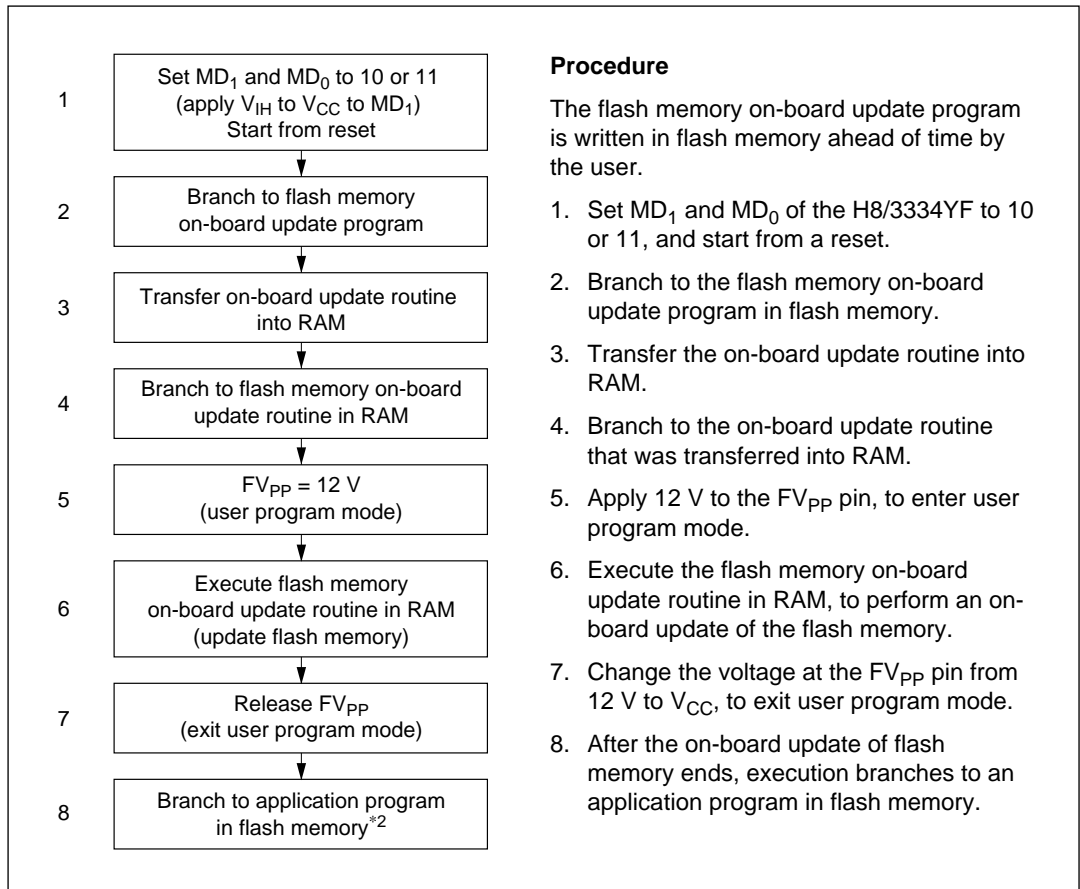 1
Set MD₁ and MD₀ to 10 or 11
(apply V_IH to V_CC to MD₁)
Start from reset
2
Branch to flash memory
on-board update program
3
Transfer on-board update routine
into RAM
4
Branch to flash memory on-board
update routine in RAM
5
FV_PP = 12 V
(user program mode)
6
Execute flash memory
on-board update routine in RAM
(update flash memory)
7
Release FV_PP
(exit user program mode)
8
Branch to application program
in flash memory*²
Procedure
The flash memory on-board update program
is written in flash memory ahead of time by
the user.
1. Set MD₁ and MD₀ of the H8/3334YF to 10
or 11, and start from a reset.
2. Branch to the flash memory on-board
update program in flash memory.
3. Transfer the on-board update routine into
RAM.
4. Branch to the on-board update routine
that was transferred into RAM.
5. Apply 12 V to the FV_PP pin, to enter user
program mode.
6. Execute the flash memory on-board
update routine in RAM, to perform an on-
board update of the flash memory.
7. Change the voltage at the FV_PP pin from
12 V to V_CC, to exit user program mode.
8. After the on-board update of flash
memory ends, execution branches to an
application program in flash memory.